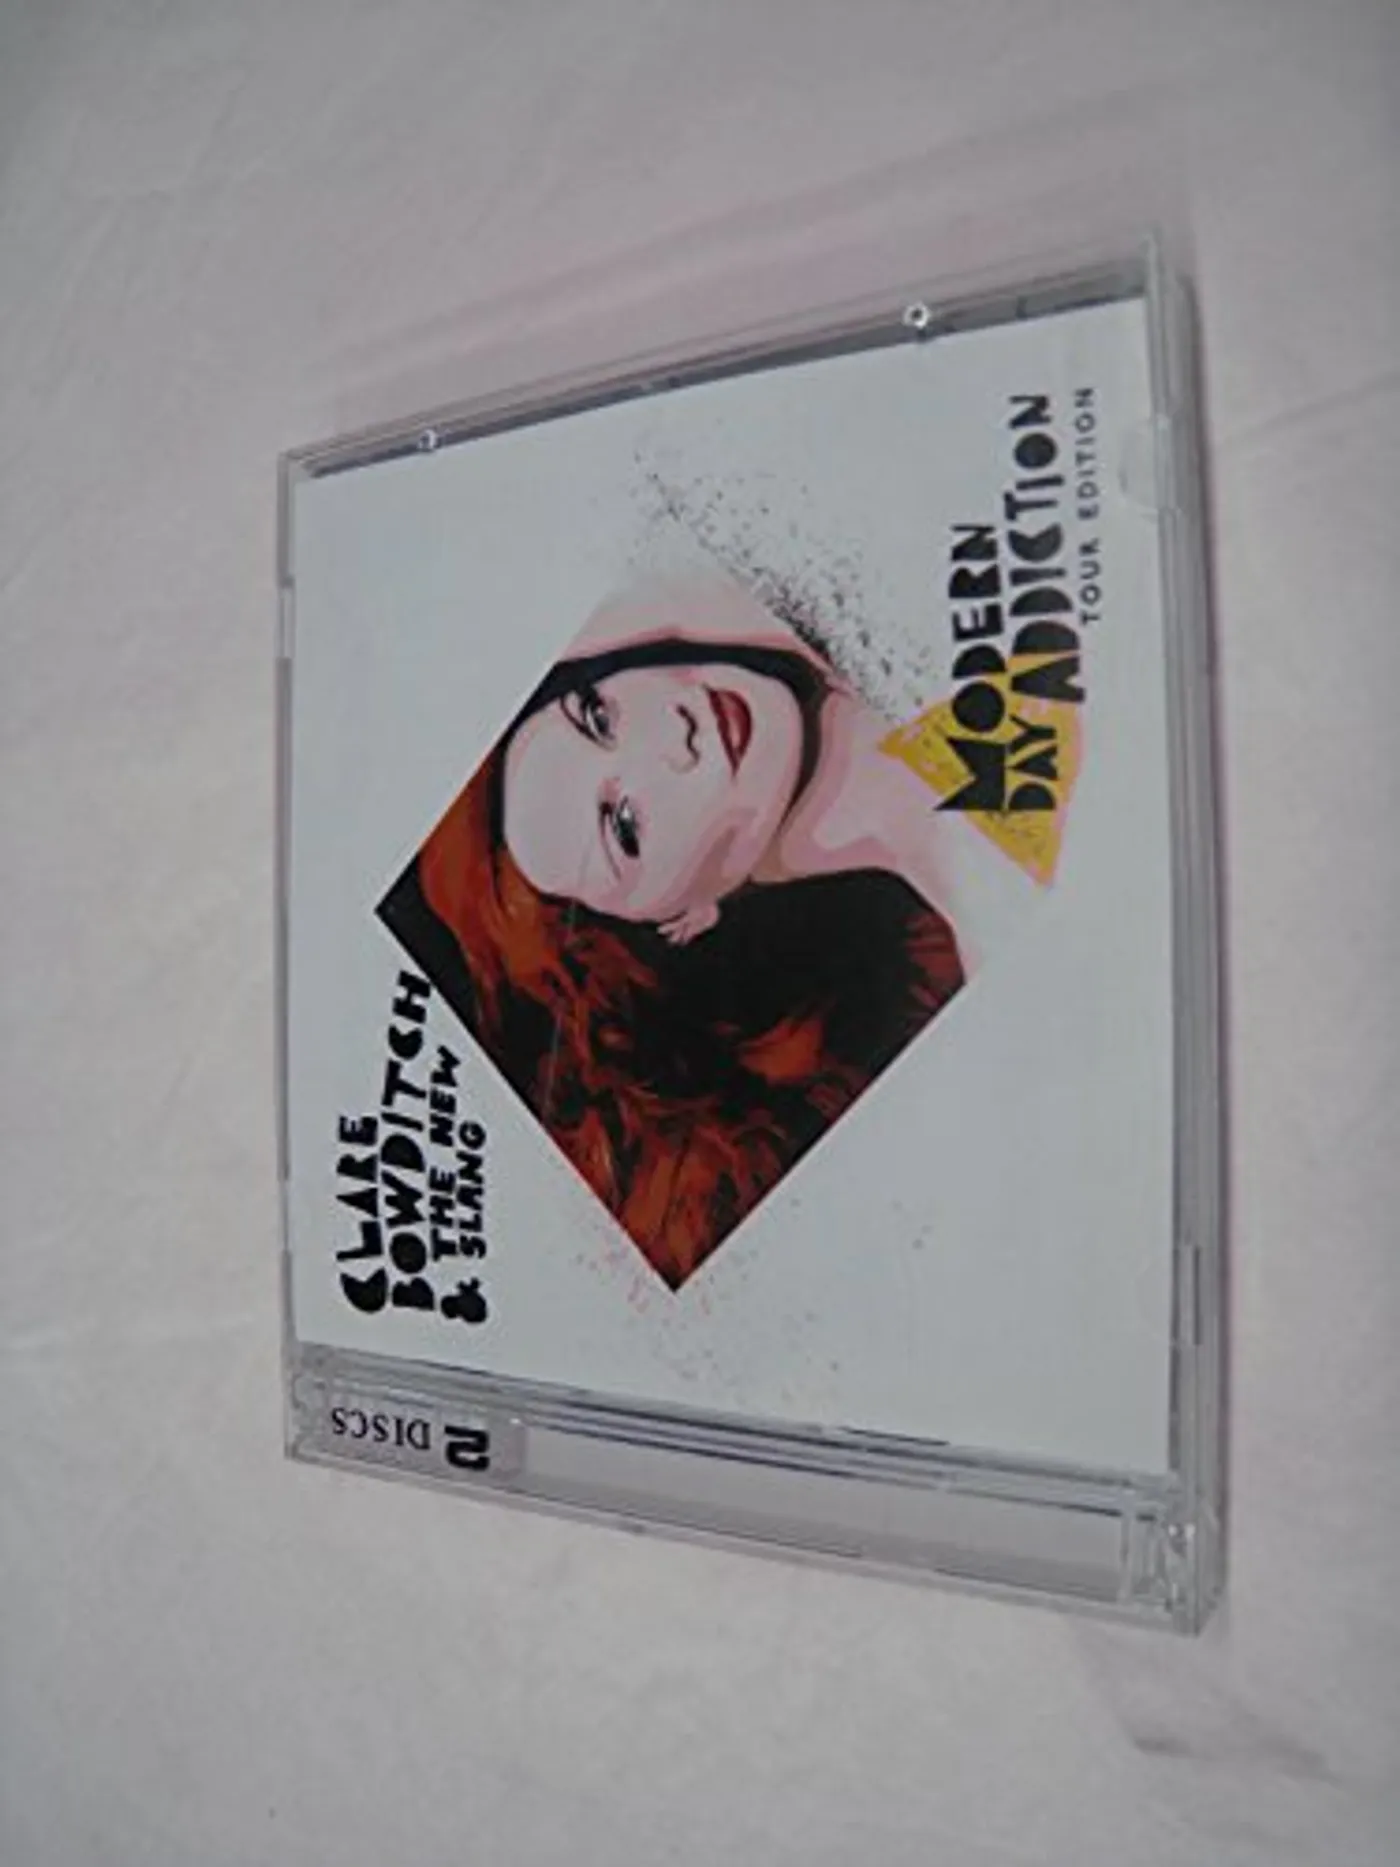 CLARE
BOWDITCH
& THE NEW
SLANG
MODERN
DAY ADDICTION
TOUR EDITION
2 DISCS